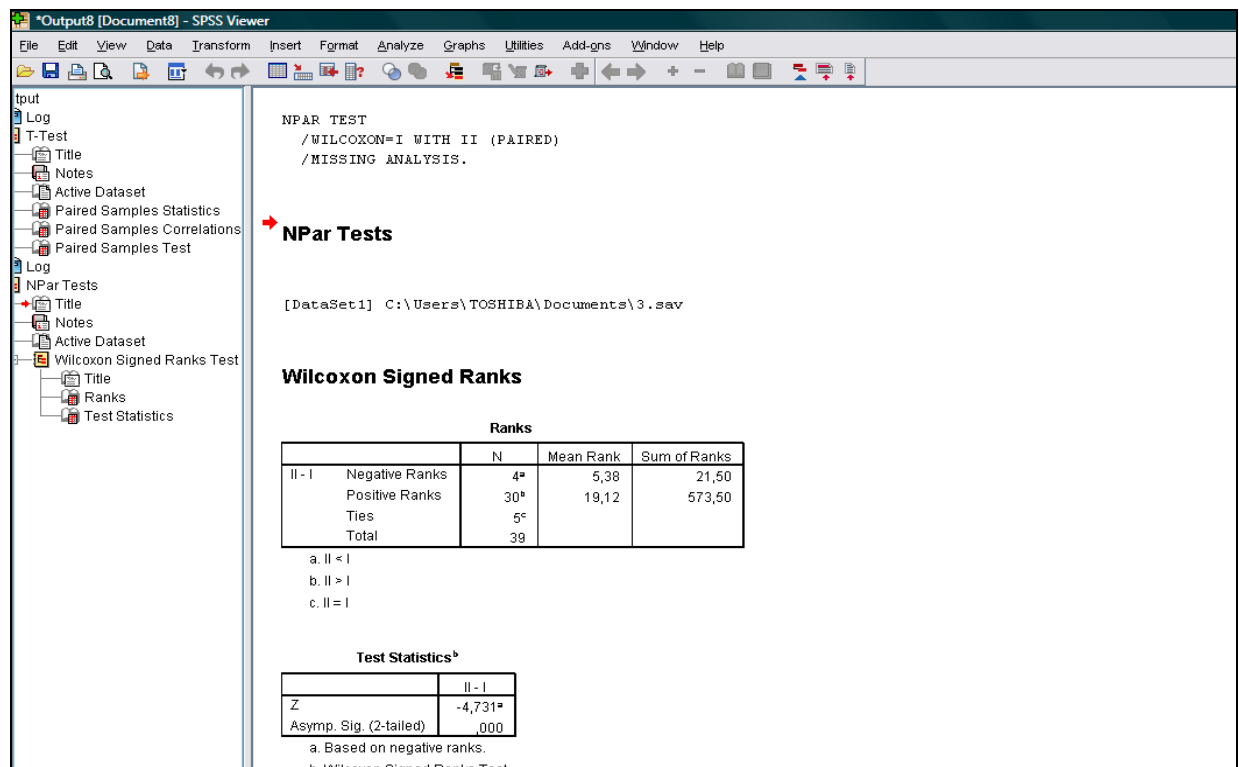 *Output8 [Document8] - SPSS Viewer
File Edit View Data Transform Insert Format Analyze Graphs Utilities Add-ons Window Help
tput
Log
T-Test
Title
Notes
Active Dataset
Paired Samples Statistics
Paired Samples Correlations
Paired Samples Test
Log
NPar Tests
Title
Notes
Active Dataset
Wilcoxon Signed Ranks Test
Title
Ranks
Test Statistics
NPAR TEST
/WILCOXON=I WITH II (PAIRED)
/MISSING ANALYSIS.
NPar Tests
[DataSet1] C:\Users\TOSHIBA\Documents\3.sav
Wilcoxon Signed Ranks
Ranks
N Mean Rank Sum of Ranks
II - I Negative Ranks 4a 5,38 21,50
Positive Ranks 30b 19,12 573,50
Ties 5c
Total 39
a. II < I
b. II > I
c. II = I
Test Statisticsb
II - I
Z -4,731a
Asymp. Sig. (2-tailed) ,000
a. Based on negative ranks.
b. Wilcoxon Signed Ranks Test